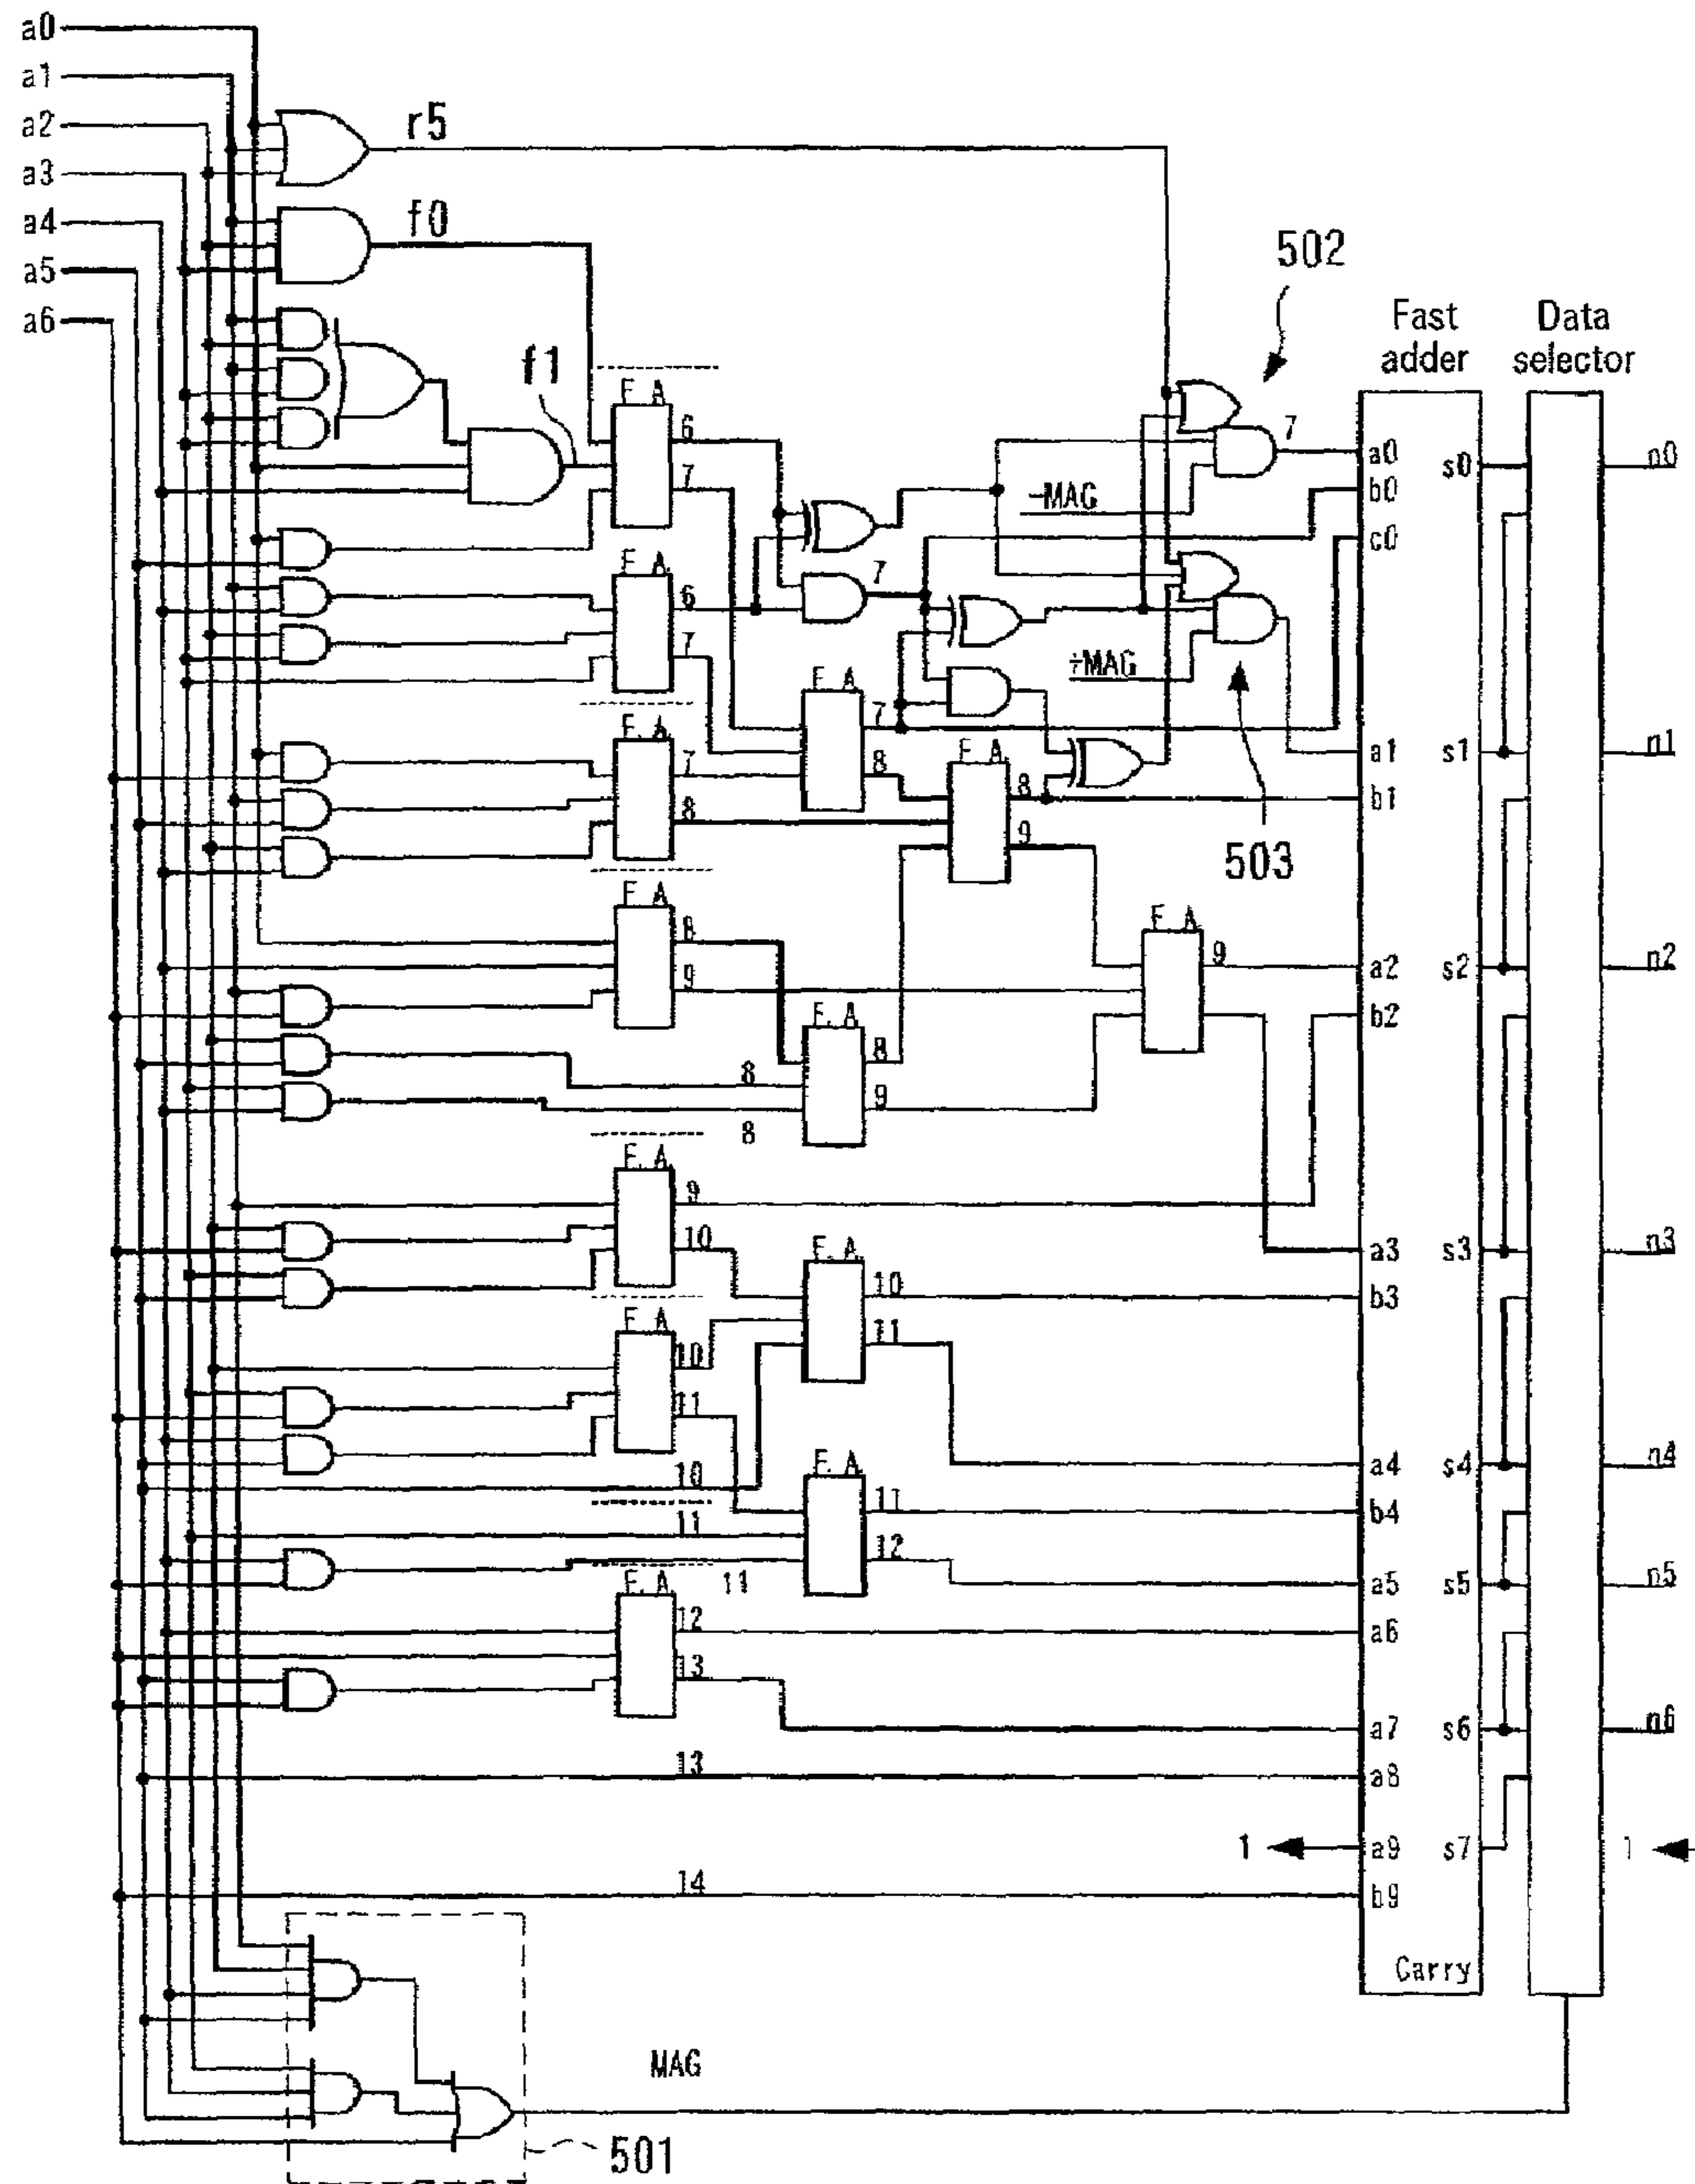 a0
a1
a2
a3
a4
a5
a6
r5
f0
f1
502
Fast adder
Data selector
F. A.
6
7
-MAG
7
a0
b0
c0
s0
n0
F. A.
6
7
7
÷MAG
503
F. A.
7
8
F. A.
7
8
F. A.
8
9
a1
b1
s1
n1
F. A.
8
9
F. A.
8
9
8
8
F. A.
9
a2
b2
s2
n2
F. A.
9
10
F. A.
10
11
a3
b3
s3
n3
F. A.
10
11
10
11
11
F. A.
11
12
a4
b4
s4
n4
a5
s5
n5
F. A.
12
13
a6
a7
s6
n6
13
a8
1
a9
s7
1
14
b9
Carry
MAG
501